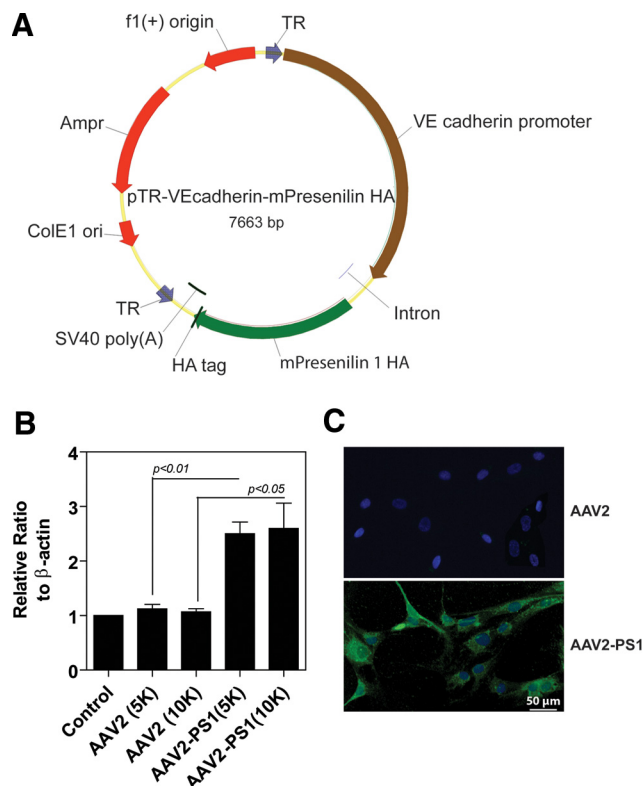 A
f1(+) origin
TR
Ampr
VE cadherin promoter
pTR-VEcadherin-mPresenilin HA
7663 bp
ColE1 ori
TR
Intron
SV40 poly(A)
HA tag
mPresenilin 1 HA
B
4
3
2
1
0
Relative Ratio
to β-actin
p<0.01
p<0.05
Control
AAV2 (5K)
AAV2 (10K)
AAV2-PS1(5K)
AAV2-PS1(10K)
C
AAV2
AAV2-PS1
50 µm